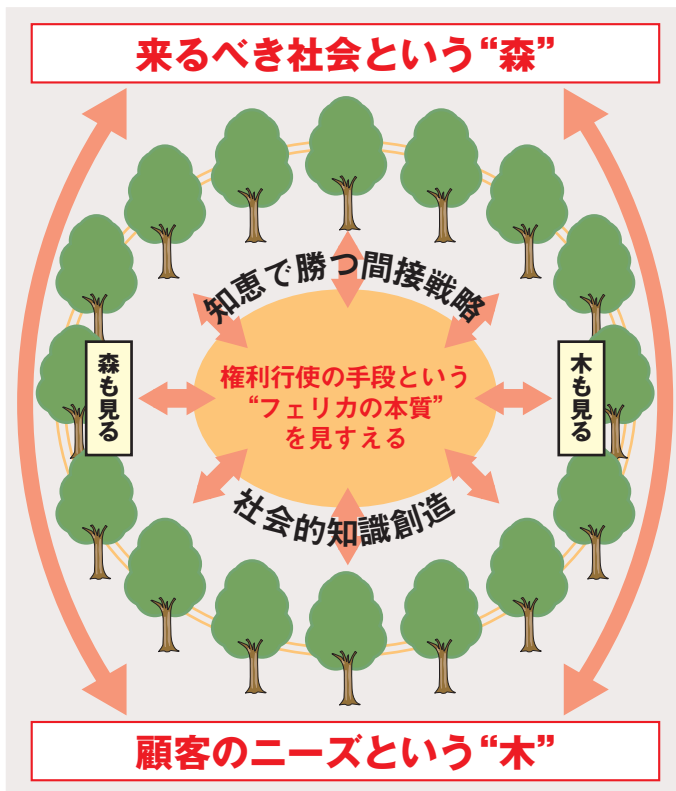 来るべき社会という“森”
知恵で勝つ間接戦略
森も見る
権利行使の手段という
“フェリカの本質”
を見すえる
木も見る
社会的知識創造
顧客のニーズという“木”